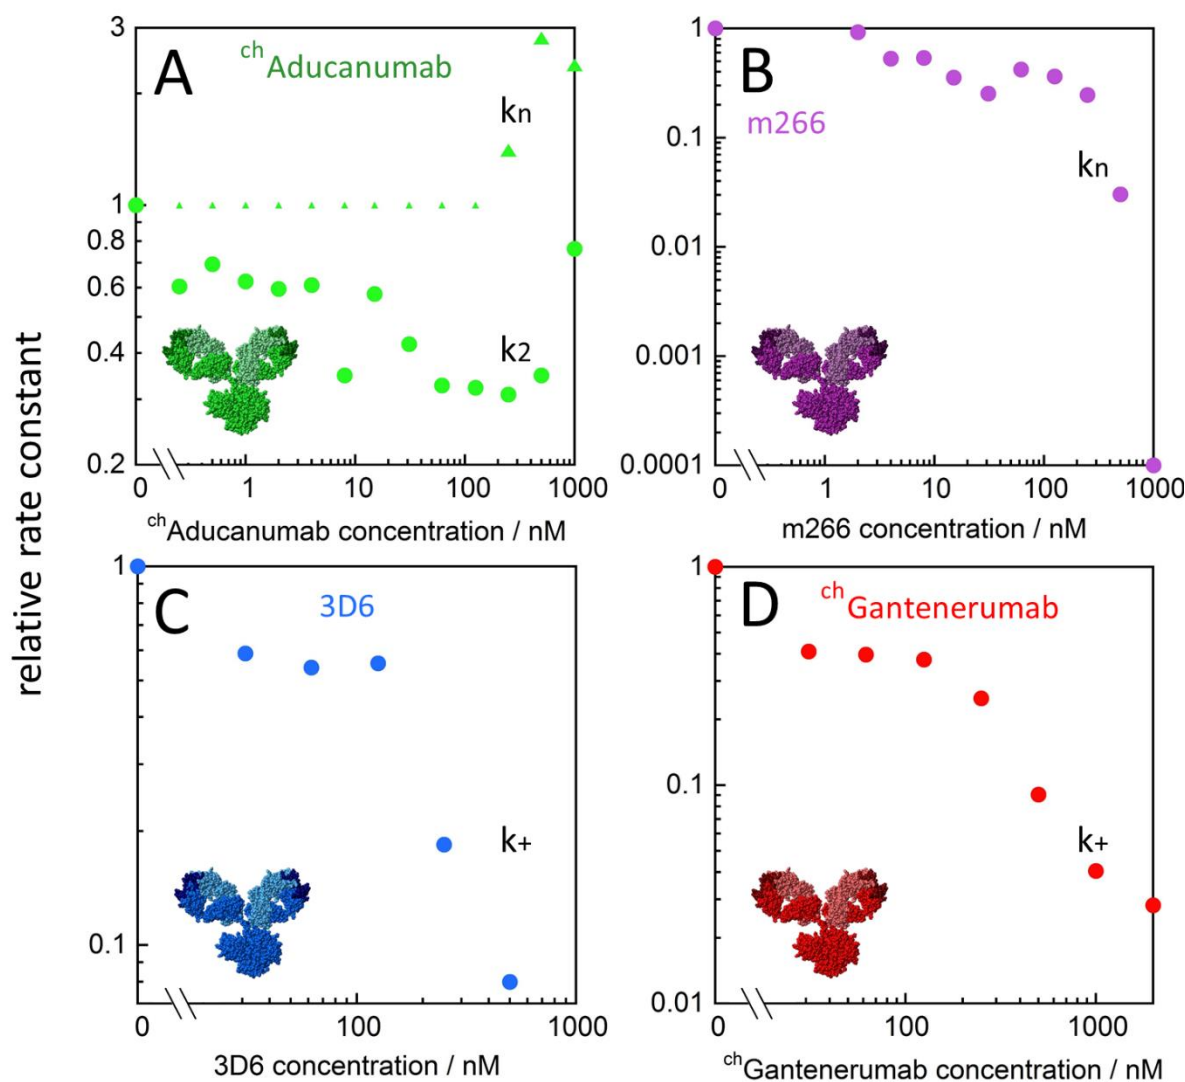 relative rate constant
A
chAducanumab
kn
k2
3
1
0.8
0.6
0.4
0.2
0
1
10
100
1000
chAducanumab concentration / nM
B
m266
kn
1
0.1
0.01
0.001
0.0001
0
1
10
100
1000
m266 concentration / nM
C
3D6
k+
1
0.1
0
100
1000
3D6 concentration / nM
D
chGantenerumab
k+
1
0.1
0.01
0
100
1000
chGantenerumab concentration / nM